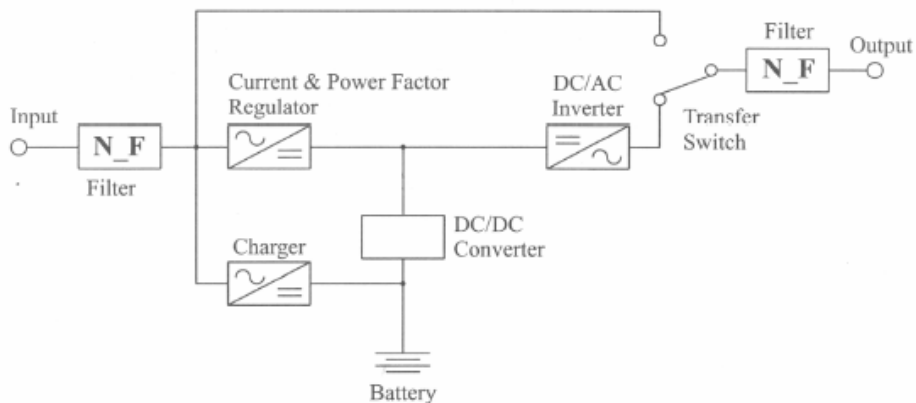 Filter
N_F
Output
Current & Power Factor
Regulator
DC/AC
Inverter
Transfer
Switch
Input
N_F
Filter
DC/DC
Converter
Charger
Battery